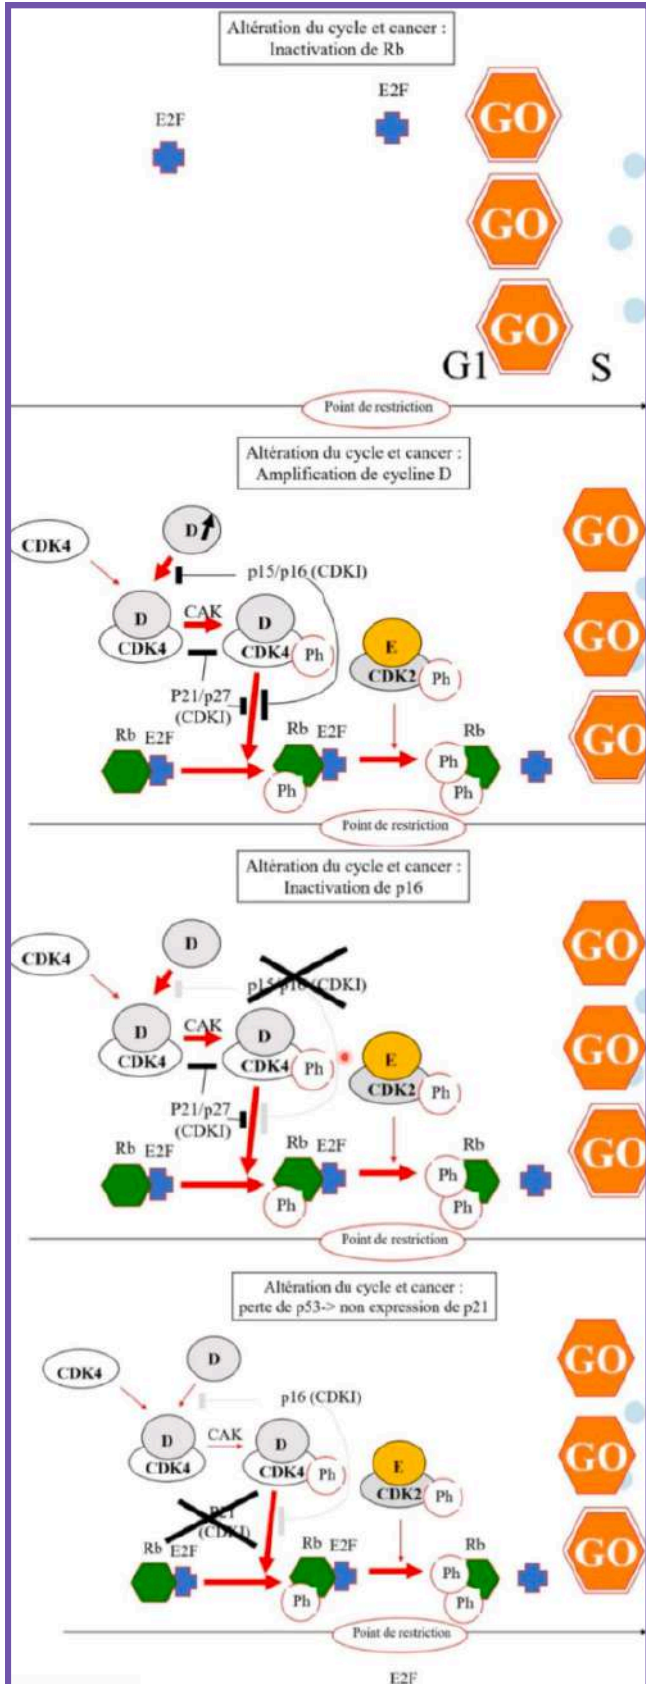 Altération du cycle et cancer :
Inactivation de Rb
E2F
E2F
GO
GO
GO
G1
S
Point de restriction
Altération du cycle et cancer :
Amplification de cycline D
D
CDK4
p15/p16 (CDKI)
D
CAK
D
CDK4
CDK4
Ph
E
CDK2
Ph
P21/p27
(CDKI)
Rb
E2F
Rb
E2F
Rb
Ph
Ph
Ph
GO
GO
GO
Point de restriction
Altération du cycle et cancer :
Inactivation de p16
D
CDK4
p15/p16 (CDKI)
D
CAK
D
CDK4
CDK4
Ph
E
CDK2
Ph
P21/p27
(CDKI)
Rb
E2F
Rb
E2F
Rb
Ph
Ph
Ph
GO
GO
GO
Point de restriction
Altération du cycle et cancer :
perte de p53-> non expression de p21
D
CDK4
p16 (CDKI)
D
CAK
D
CDK4
CDK4
Ph
E
CDK2
Ph
P21
(CDKI)
Rb
E2F
Rb
E2F
Rb
Ph
Ph
Ph
GO
GO
GO
Point de restriction
E2F